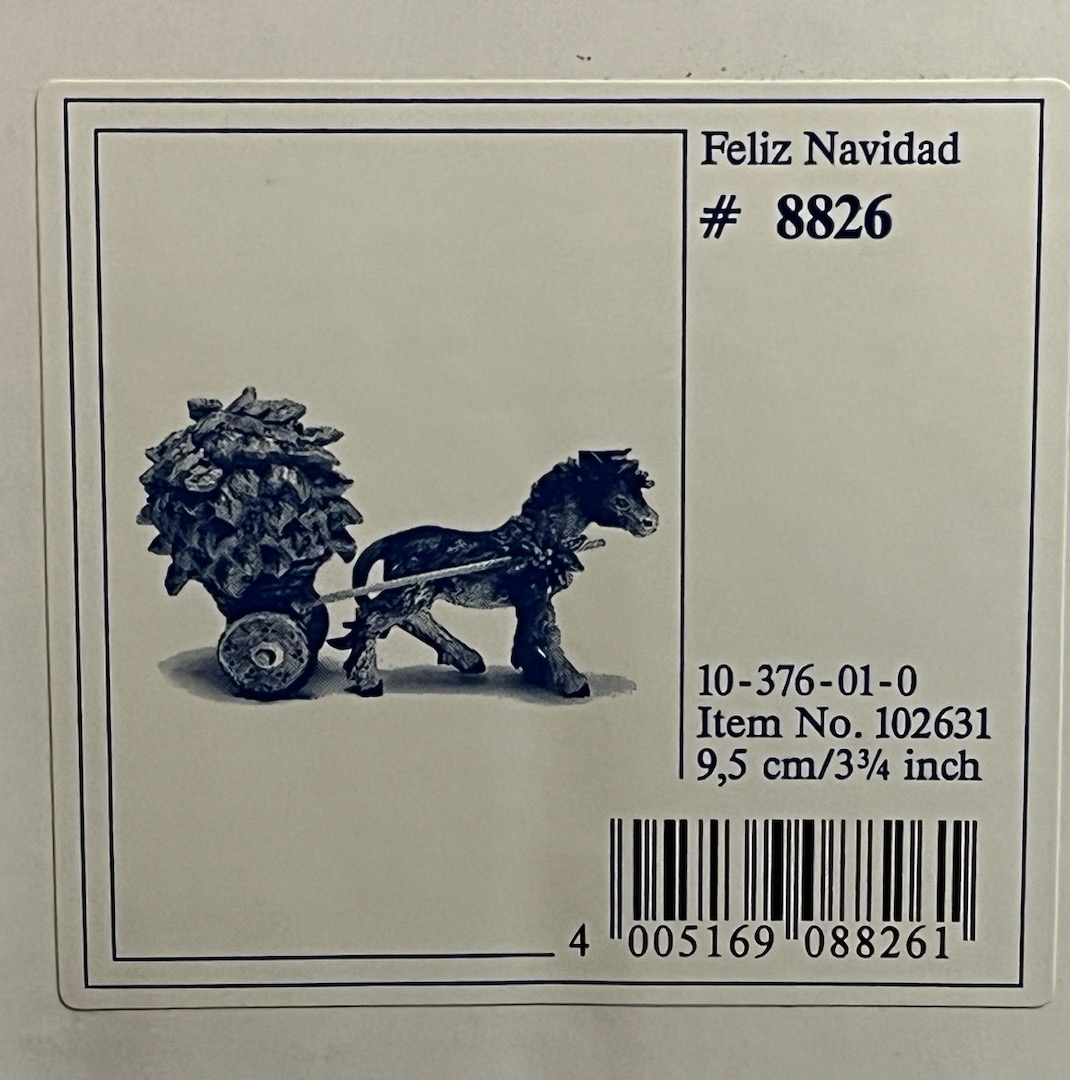 Feliz Navidad
# 8826
10-376-01-0
Item No. 102631
9,5 cm/3¾ inch
4 005169 088261